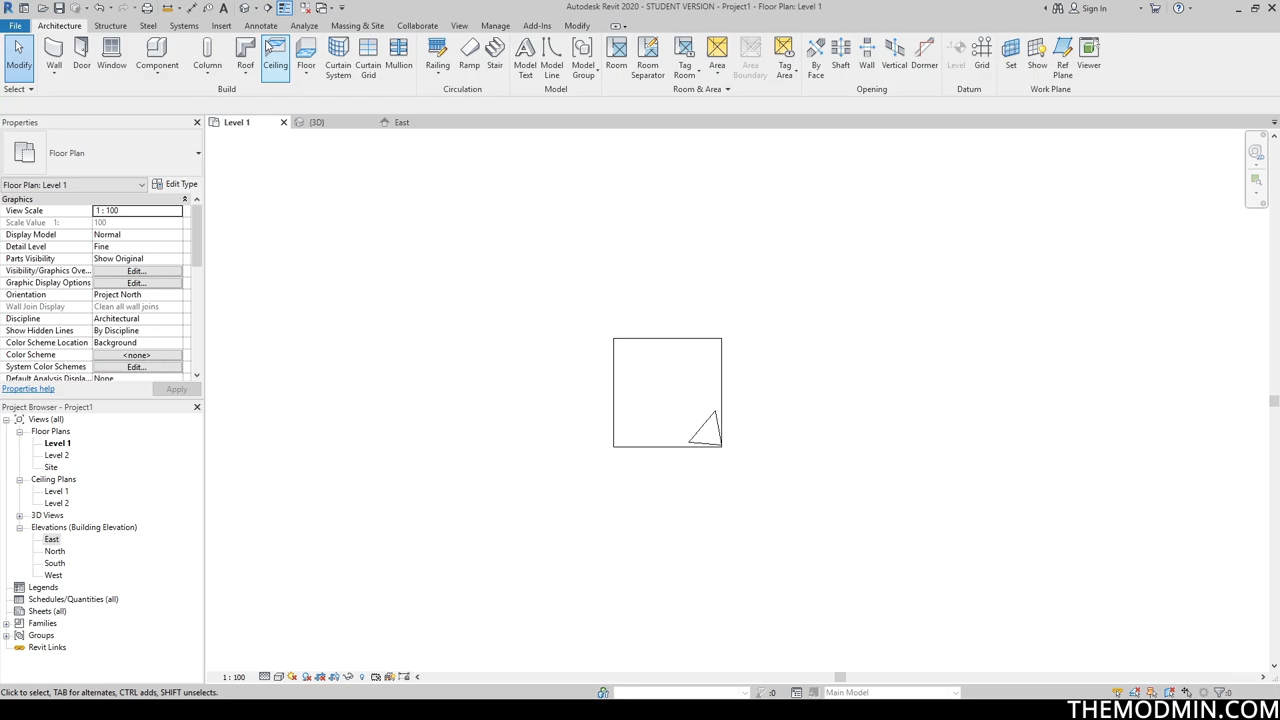 Autodesk Revit 2020 - STUDENT VERSION - Project1 - Floor Plan: Level 1
Sign In
File Architecture Structure Steel Systems Insert Annotate Analyze Massing & Site Collaborate View Manage Add-Ins Modify
Modify Wall Door Window Component Column Roof Ceiling Floor Curtain System Curtain Grid Mullion Railing Ramp Stair Model Text Model Line Model Group Room Room Separator Tag Room Area Area Boundary Tag Area By Face Shaft Wall Vertical Dormer Level Grid Set Show Ref Plane Viewer
Select Build Circulation Model Room & Area Opening Datum Work Plane
Properties
Level 1 {3D} East
Floor Plan
Floor Plan: Level 1 Edit Type
Graphics
View Scale 1 : 100
Scale Value 1: 100
Display Model Normal
Detail Level Fine
Parts Visibility Show Original
Visibility/Graphics Ove... Edit...
Graphic Display Options Edit...
Orientation Project North
Wall Join Display Clean all wall joins
Discipline Architectural
Show Hidden Lines By Discipline
Color Scheme Location Background
Color Scheme <none>
System Color Schemes Edit...
Default Analysis Displa... None
Properties help Apply
Project Browser - Project1
Views (all)
Floor Plans
Level 1
Level 2
Site
Ceiling Plans
Level 1
Level 2
3D Views
Elevations (Building Elevation)
East
North
South
West
Legends
Schedules/Quantities (all)
Sheets (all)
Families
Groups
Revit Links
1 : 100
Click to select, TAB for alternates, CTRL adds, SHIFT unselects.
:0
Main Model
:0
THEMODMIN.COM